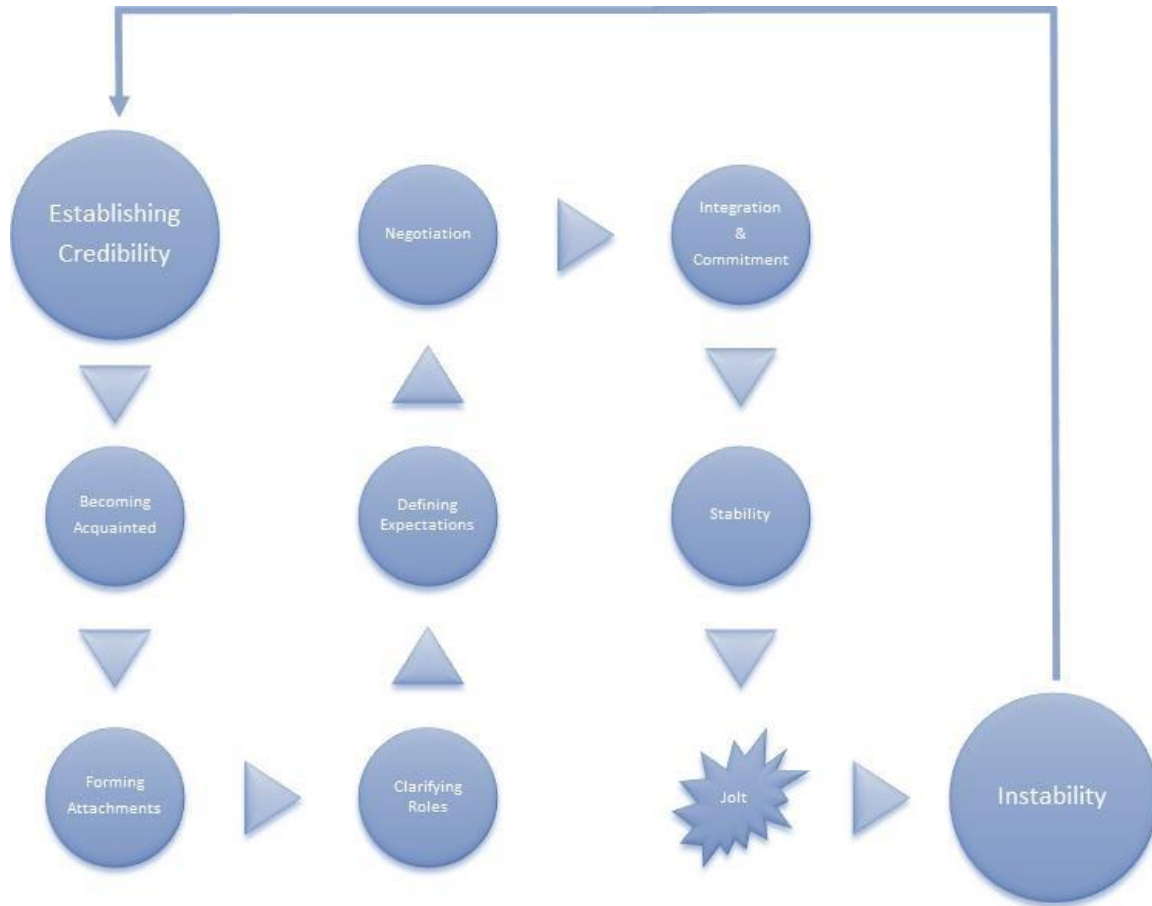 Establishing
Credibility
Becoming
Acquainted
Forming
Attachments
Clarifying
Roles
Defining
Expectations
Negotiation
Integration
&
Commitment
Stability
Jolt
Instability